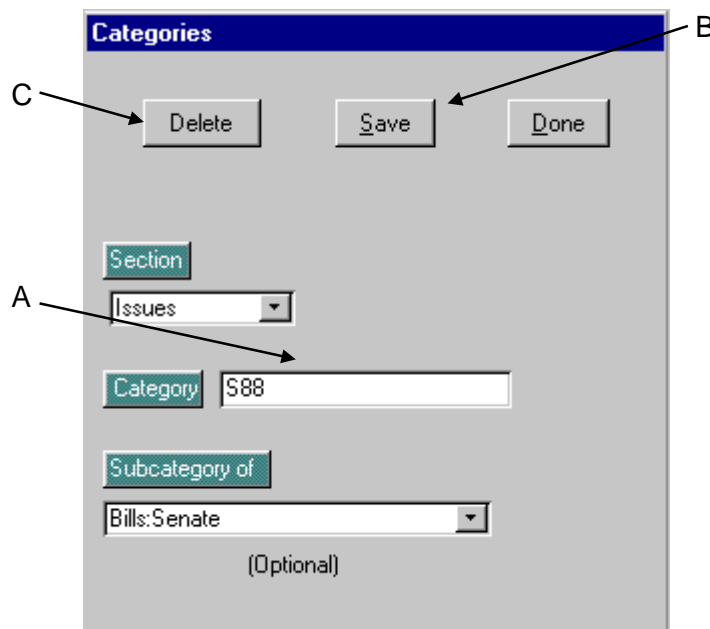 Categories
B
C
Delete
Save
Done
Section
A
Issues
Category
S88
Subcategory of
Bills:Senate
(Optional)